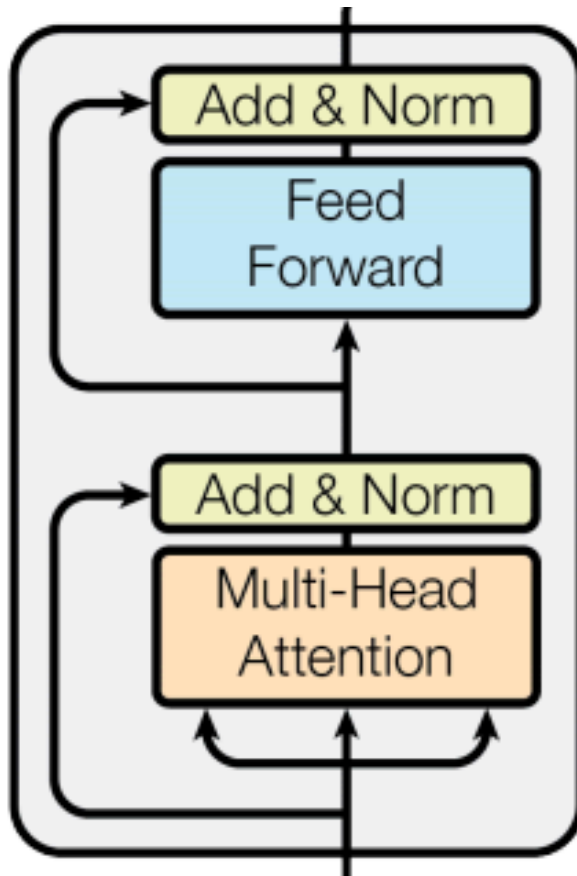 Add & Norm
Feed
Forward
Add & Norm
Multi-Head
Attention